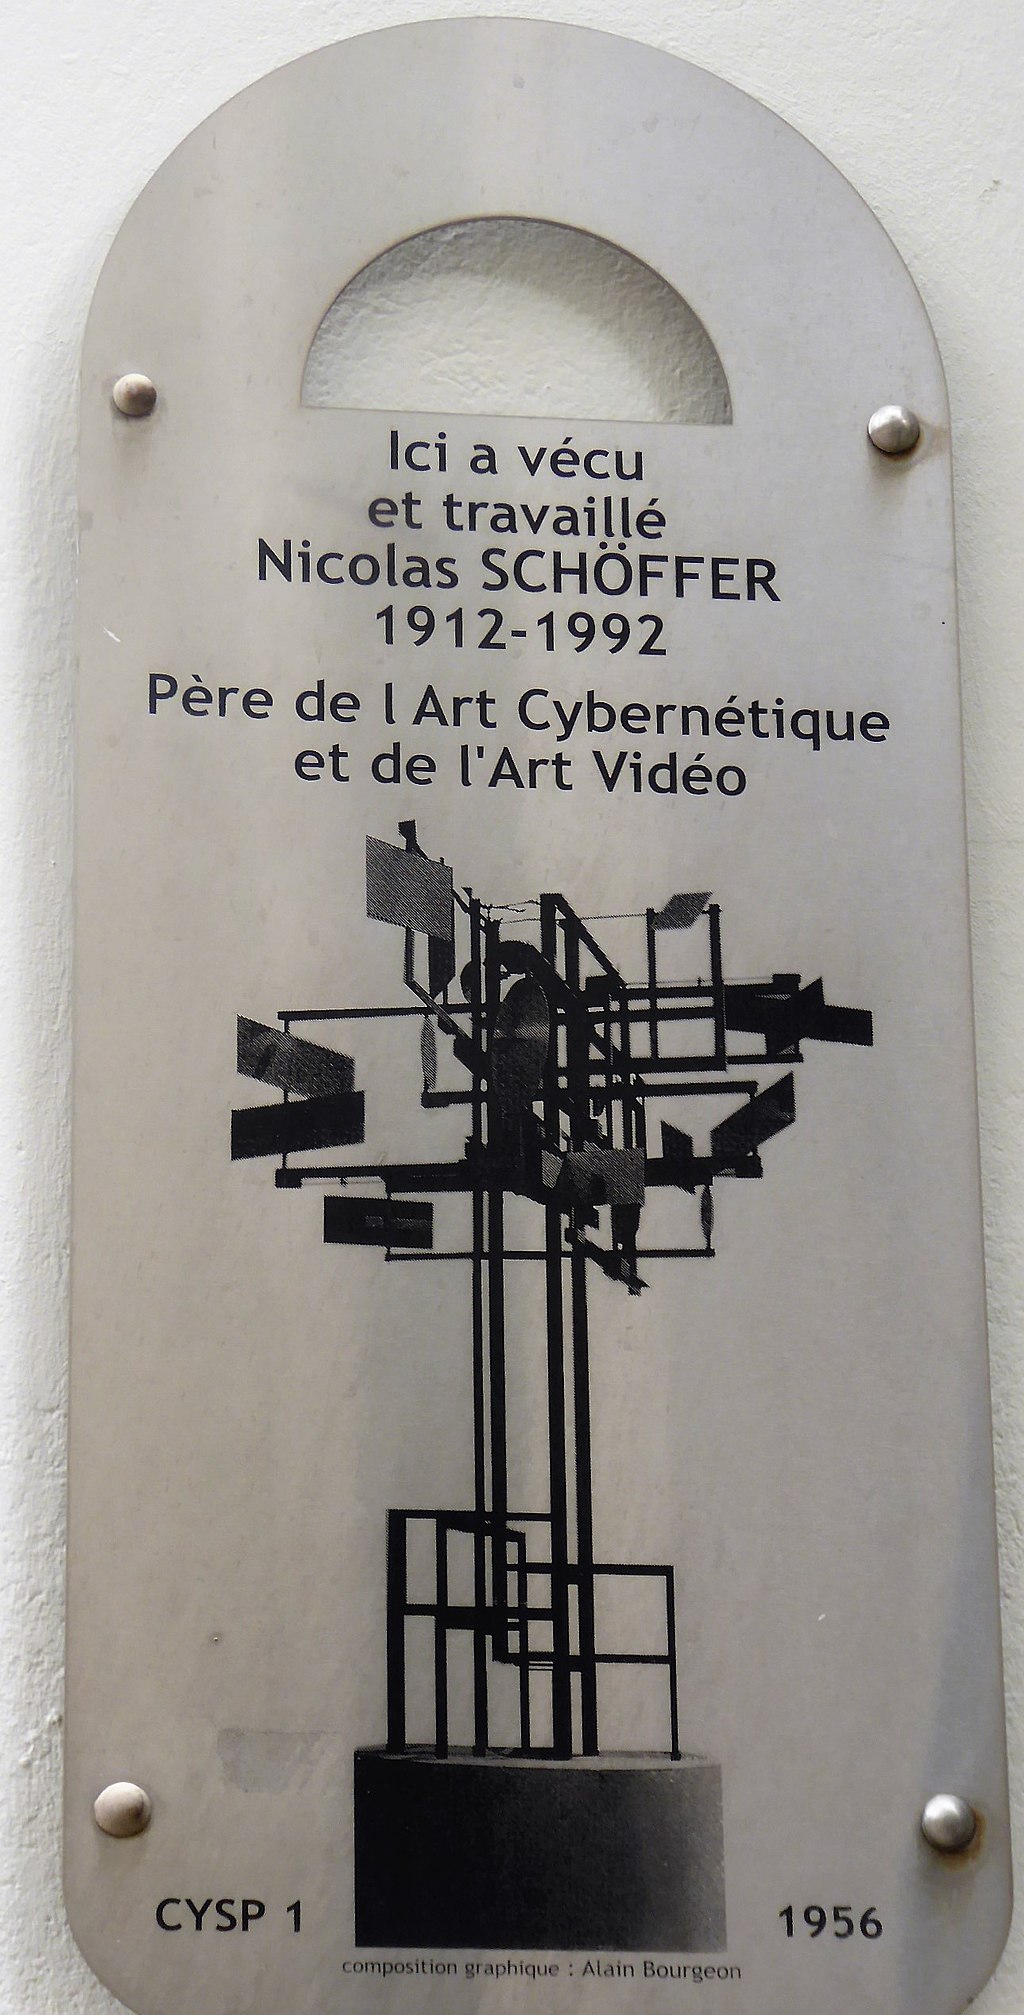 Ici a vécu
et travaillé
Nicolas SCHÖFFER
1912-1992
Père de l Art Cybernétique
et de l'Art Vidéo
CYSP 1
1956
composition graphique : Alain Bourgeon